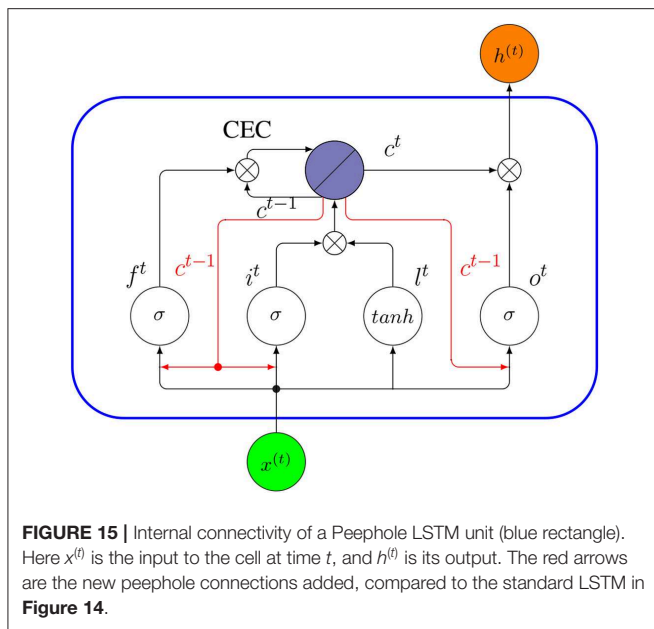 h^(t)
CEC
c^t
c^{t−1}
f^t
c^{t−1}
i^t
l^t
c^{t−1}
o^t
σ
σ
tanh
σ
x^(t)
FIGURE 15 | Internal connectivity of a Peephole LSTM unit (blue rectangle).
Here x^(t) is the input to the cell at time t, and h^(t) is its output. The red arrows
are the new peephole connections added, compared to the standard LSTM in
Figure 14.